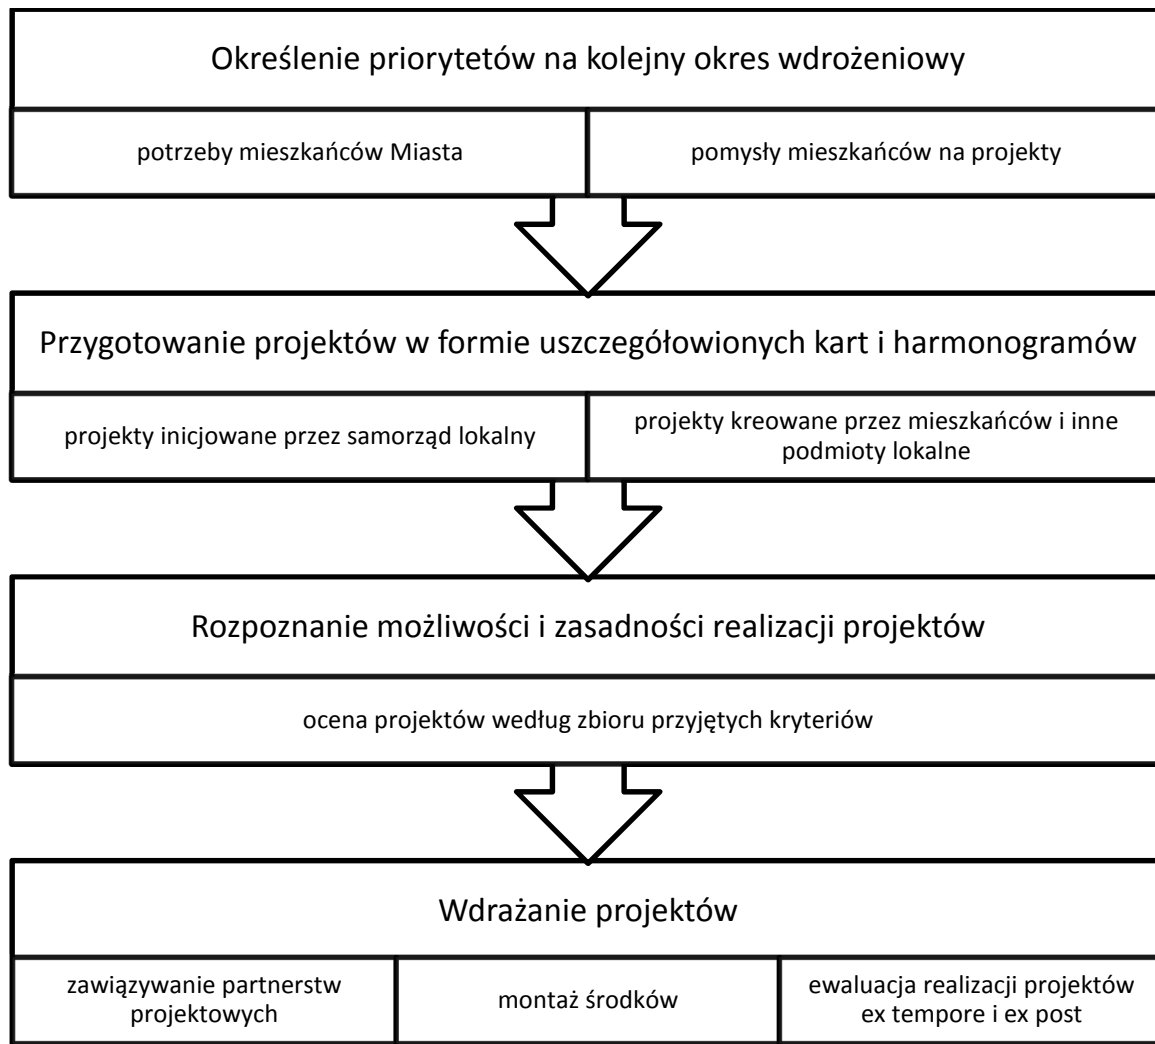 Określenie priorytetów na kolejny okres wdrożeniowy
potrzeby mieszkańców Miasta
pomysły mieszkańców na projekty
Przygotowanie projektów w formie uszczegółowionych kart i harmonogramów
projekty inicjowane przez samorząd lokalny
projekty kreowane przez mieszkańców i inne
podmioty lokalne
Rozpoznanie możliwości i zasadności realizacji projektów
ocena projektów według zbioru przyjętych kryteriów
Wdrażanie projektów
zawiązywanie partnerstw
projektowych
montaż środków
ewaluacja realizacji projektów
ex tempore i ex post